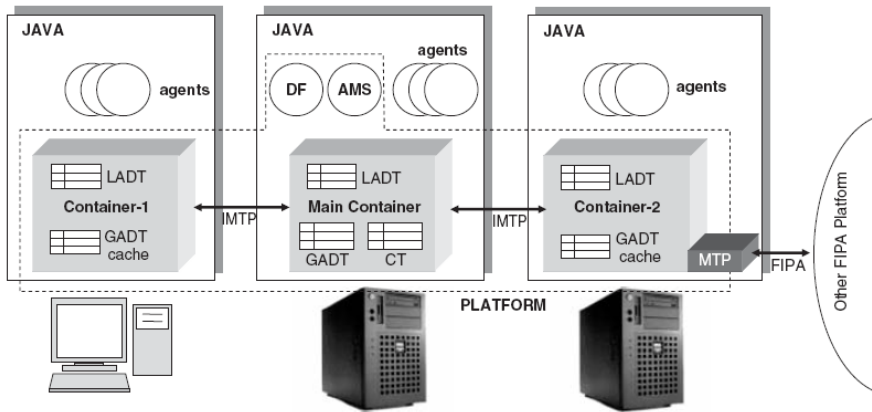 JAVA
agents
LADT
Container-1
GADT
cache
IMTP
JAVA
DF
AMS
agents
LADT
Main Container
GADT
CT
IMTP
JAVA
agents
LADT
Container-2
GADT
cache
MTP
FIPA
Other FIPA Platform
PLATFORM